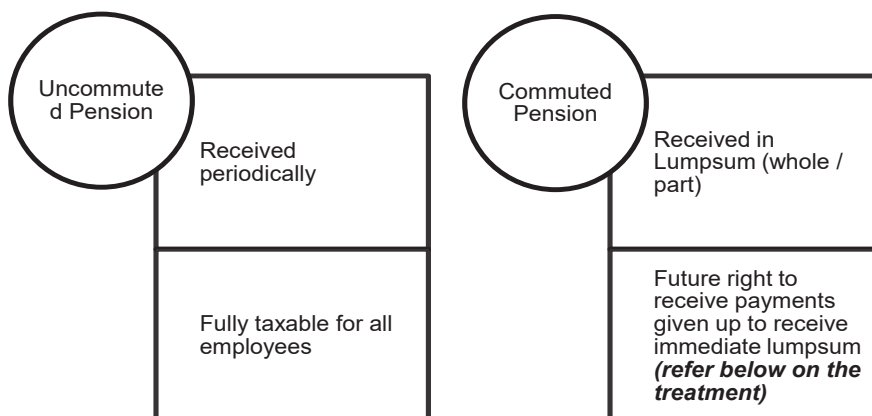 Uncommute
d Pension
Received
periodically
Fully taxable for all
employees
Commuted
Pension
Received in
Lumpsum (whole /
part)
Future right to
receive payments
given up to receive
immediate lumpsum
(refer below on the
treatment)